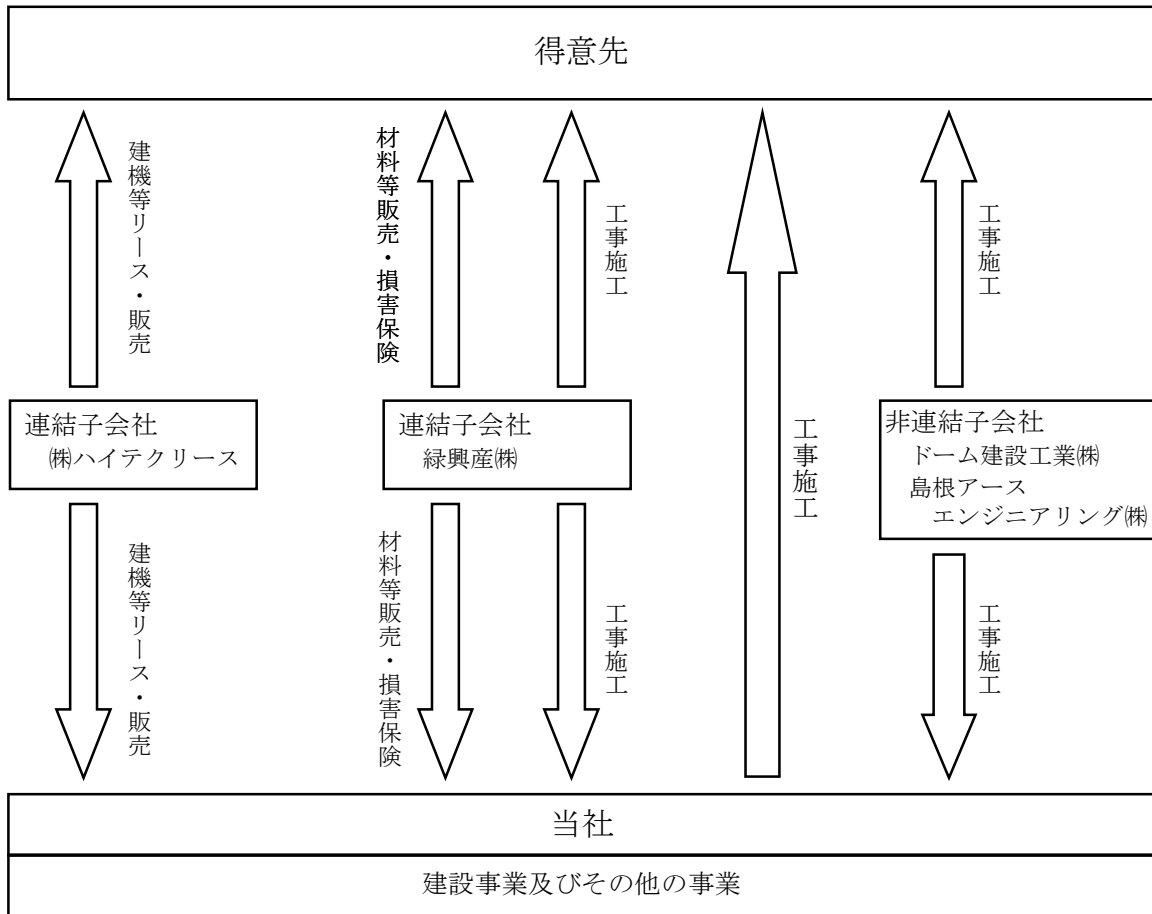 得意先
建機等リース・販売
材料等販売・損害保険
工事施工
工事施工
連結子会社
㈱ハイテクリース
連結子会社
緑興産㈱
工事施工
非連結子会社
ドーム建設工業㈱
島根アース
エンジニアリング㈱
建機等リース・販売
材料等販売・損害保険
工事施工
工事施工
当社
建設事業及びその他の事業